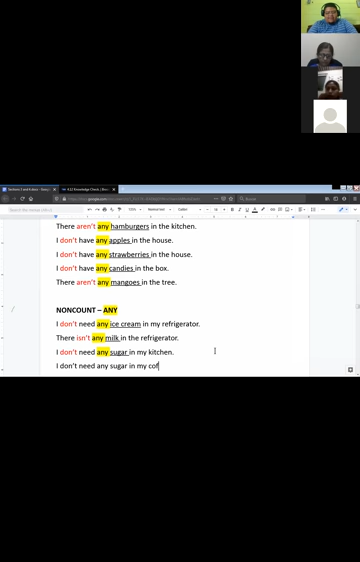 There aren't any hamburgers in the kitchen.
I don't have any apples in the house.
I don't have any strawberries in the house.
I don't have any candies in the box.
There aren't any mangoes in the tree.
NONCOUNT – ANY
I don't need any ice cream in my refrigerator.
There isn't any milk in the refrigerator.
I don't need any sugar in my kitchen.
I don't need any sugar in my cof